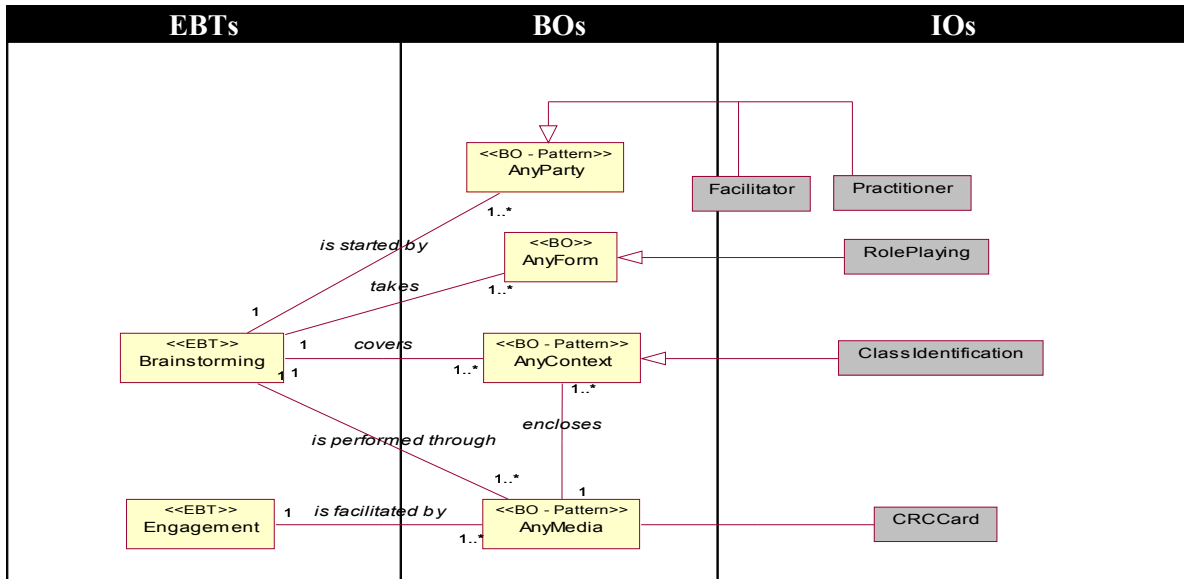 EBTs
BOs
IOs
<<BO - Pattern>>
AnyParty
Facilitator
Practitioner
1..*
is started by
<<BO>>
AnyForm
RolePlaying
takes
1..*
1
<<EBT>>
Brainstorming
1
covers
<<BO - Pattern>>
AnyContext
ClassIdentification
1
1
1..*
1..*
encloses
is performed through
1..*
1
<<EBT>>
Engagement
1
is facilitated by
1..*
<<BO - Pattern>>
AnyMedia
CRCCard